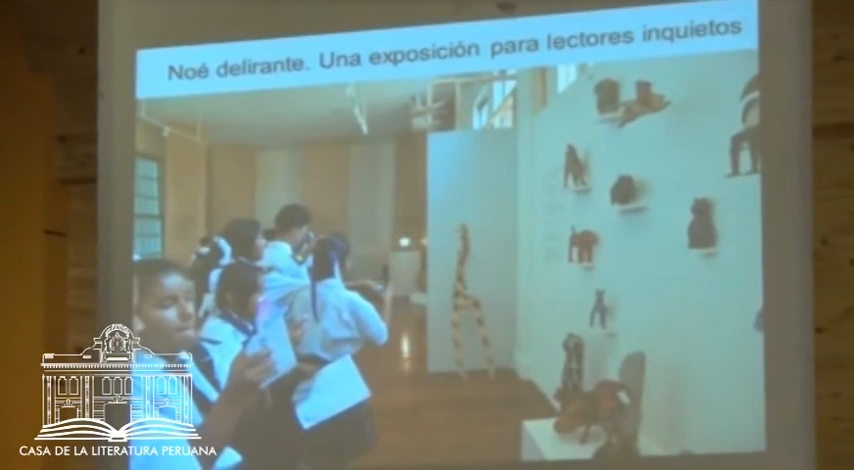 Noé delirante. Una exposición para lectores inquietos
CASA DE LA LITERATURA PERUANA